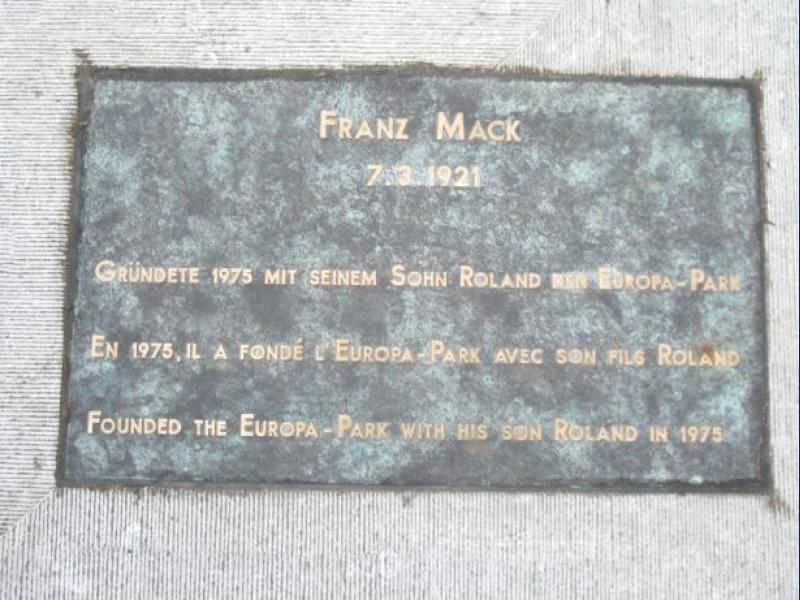 FRANZ MACK
7.3.1921
GRÜNDETE 1975 MIT SEINEM SOHN ROLAND DEN EUROPA-PARK
EN 1975, IL A FONDÉ L'EUROPA-PARK AVEC SON FILS ROLAND
FOUNDED THE EUROPA-PARK WITH HIS SON ROLAND IN 1975